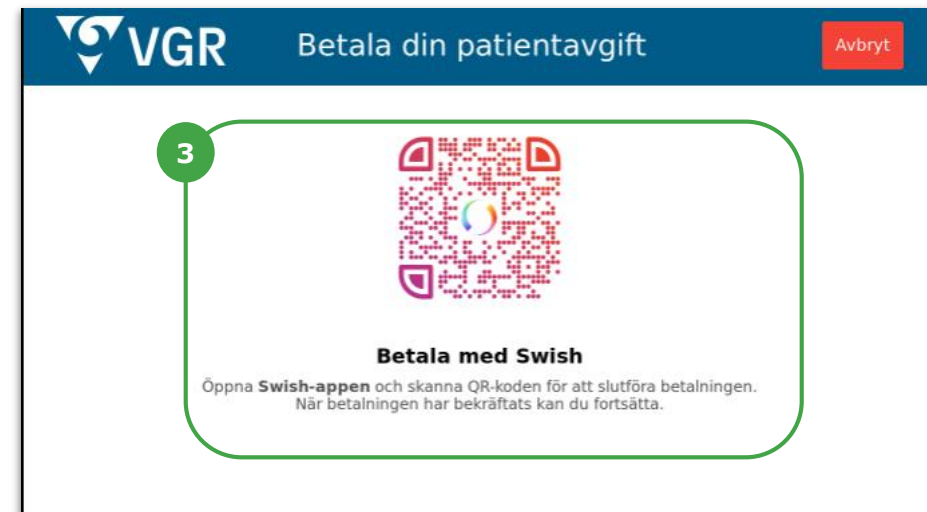 VGR
Betala din patientavgift
Avbryt
3
Betala med Swish
Öppna Swish-appen och skanna QR-koden för att slutföra betalningen.
När betalningen har bekräftats kan du fortsätta.